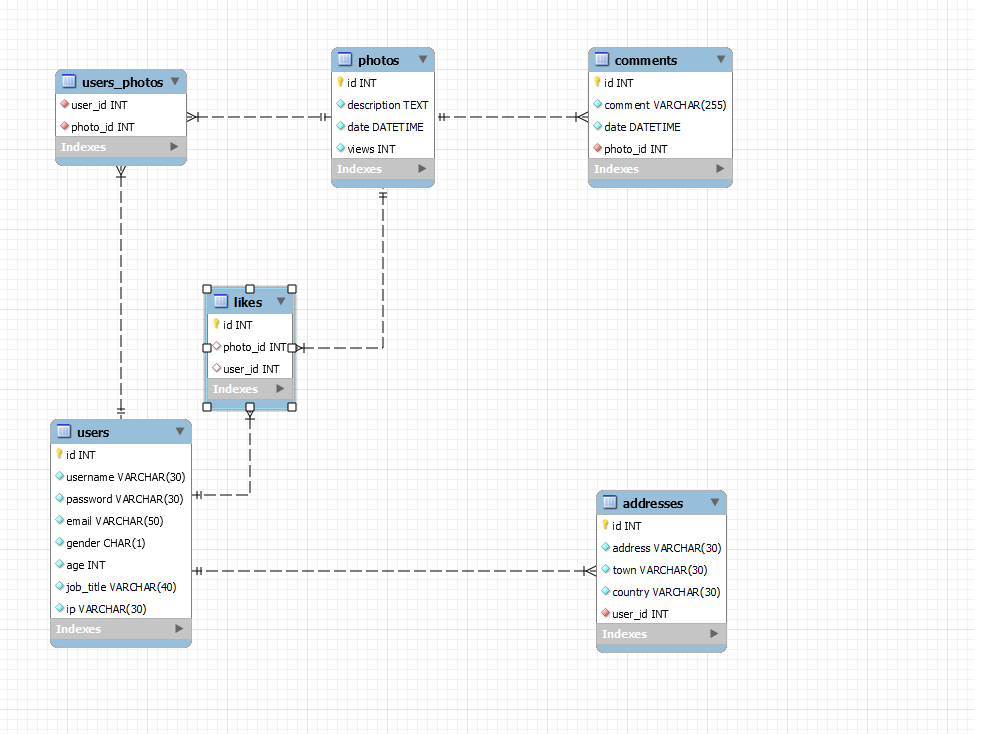 users_photos
user_id INT
photo_id INT
Indexes
photos
id INT
description TEXT
date DATETIME
views INT
Indexes
comments
id INT
comment VARCHAR(255)
date DATETIME
photo_id INT
Indexes
likes
id INT
photo_id INT
user_id INT
Indexes
users
id INT
username VARCHAR(30)
password VARCHAR(30)
email VARCHAR(50)
gender CHAR(1)
age INT
job_title VARCHAR(40)
ip VARCHAR(30)
Indexes
addresses
id INT
address VARCHAR(30)
town VARCHAR(30)
country VARCHAR(30)
user_id INT
Indexes